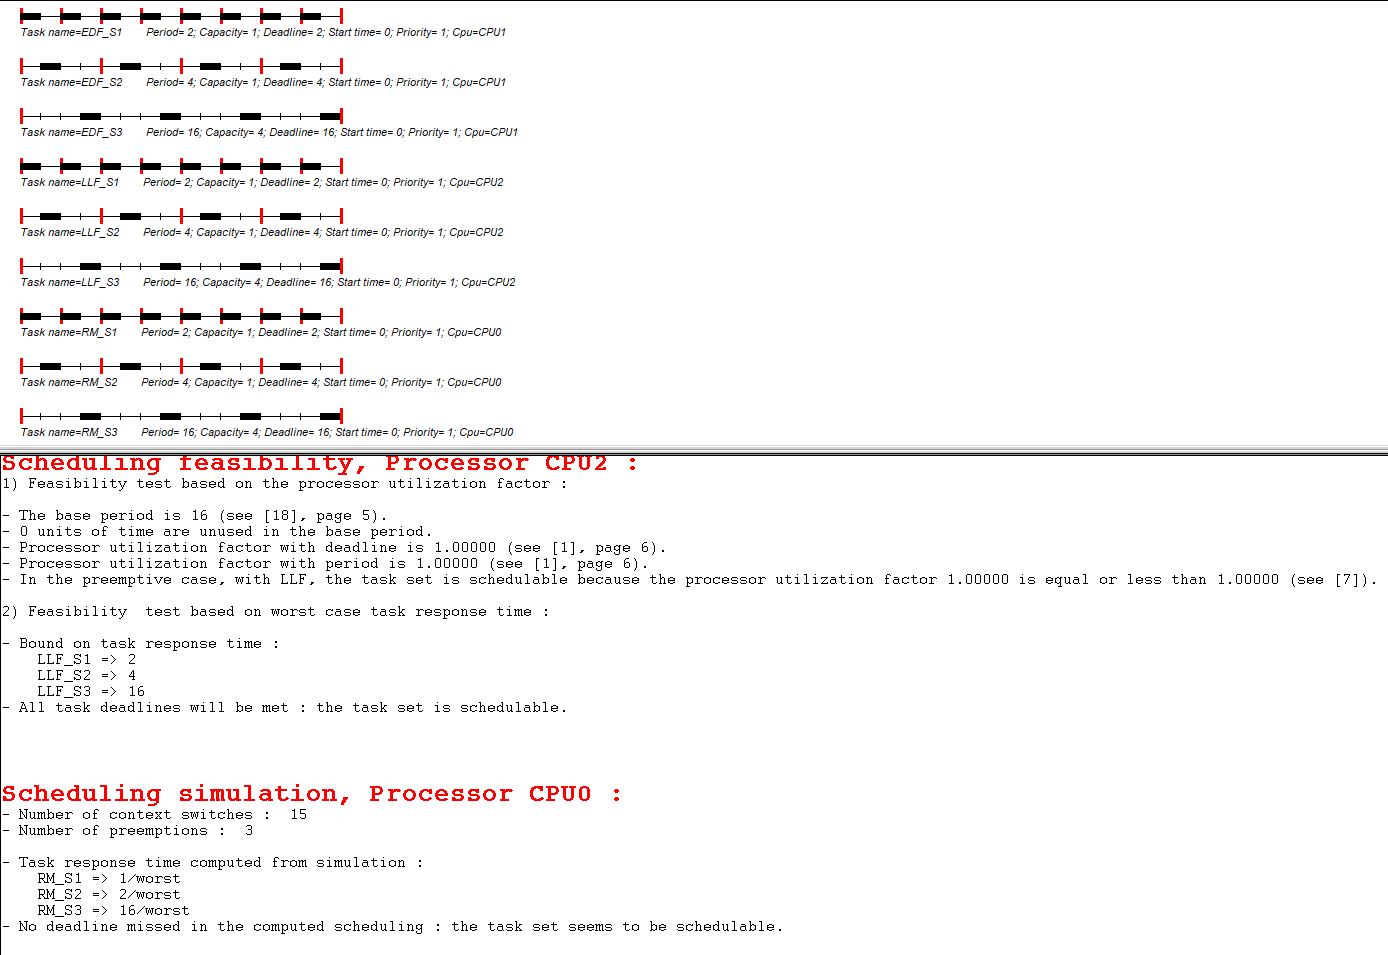 Task name=EDF_S1 Period= 2; Capacity= 1; Deadline= 2; Start time= 0; Priority= 1; Cpu=CPU1
Task name=EDF_S2 Period= 4; Capacity= 1; Deadline= 4; Start time= 0; Priority= 1; Cpu=CPU1
Task name=EDF_S3 Period= 16; Capacity= 4; Deadline= 16; Start time= 0; Priority= 1; Cpu=CPU1
Task name=LLF_S1 Period= 2; Capacity= 1; Deadline= 2; Start time= 0; Priority= 1; Cpu=CPU2
Task name=LLF_S2 Period= 4; Capacity= 1; Deadline= 4; Start time= 0; Priority= 1; Cpu=CPU2
Task name=LLF_S3 Period= 16; Capacity= 4; Deadline= 16; Start time= 0; Priority= 1; Cpu=CPU2
Task name=RM_S1 Period= 2; Capacity= 1; Deadline= 2; Start time= 0; Priority= 1; Cpu=CPU0
Task name=RM_S2 Period= 4; Capacity= 1; Deadline= 4; Start time= 0; Priority= 1; Cpu=CPU0
Task name=RM_S3 Period= 16; Capacity= 4; Deadline= 16; Start time= 0; Priority= 1; Cpu=CPU0
Scheduling feasibility, Processor CPU2 :
1) Feasibility test based on the processor utilization factor :
- The base period is 16 (see [18], page 5).
- 0 units of time are unused in the base period.
- Processor utilization factor with deadline is 1.00000 (see [1], page 6).
- Processor utilization factor with period is 1.00000 (see [1], page 6).
- In the preemptive case, with LLF, the task set is schedulable because the processor utilization factor 1.00000 is equal or less than 1.00000 (see [7]).
2) Feasibility test based on worst case task response time :
- Bound on task response time :
LLF_S1 => 2
LLF_S2 => 4
LLF_S3 => 16
- All task deadlines will be met : the task set is schedulable.
Scheduling simulation, Processor CPU0 :
- Number of context switches : 15
- Number of preemptions : 3
- Task response time computed from simulation :
RM_S1 => 1/worst
RM_S2 => 2/worst
RM_S3 => 16/worst
- No deadline missed in the computed scheduling : the task set seems to be schedulable.